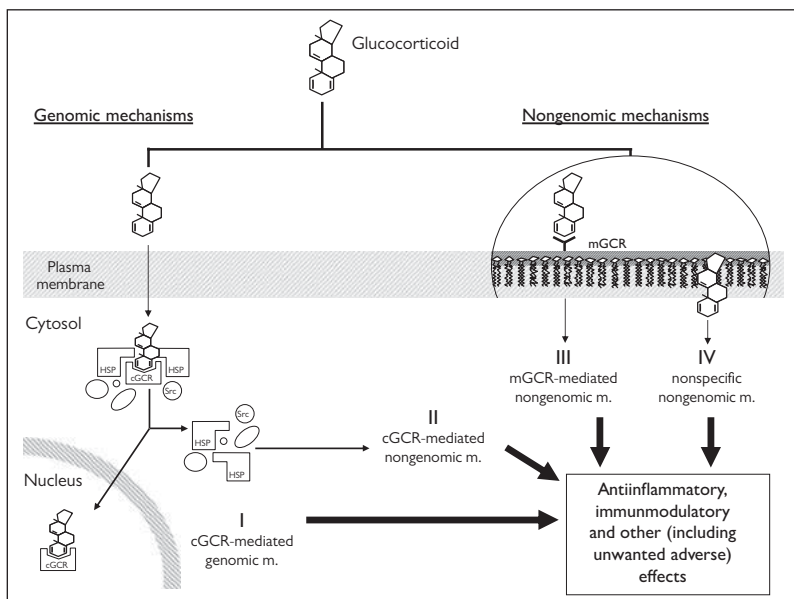 Glucocorticoid
Genomic mechanisms
Nongenomic mechanisms
mGCR
Plasma
membrane
Cytosol
HSP
HSP
cGCR
Src
III
mGCR-mediated
nongenomic m.
IV
nonspecific
nongenomic m.
Src
HSP
HSP
II
cGCR-mediated
nongenomic m.
Nucleus
cGCR
I
cGCR-mediated
genomic m.
Antiinflammatory,
immunmodulatory
and other (including
unwanted adverse)
effects